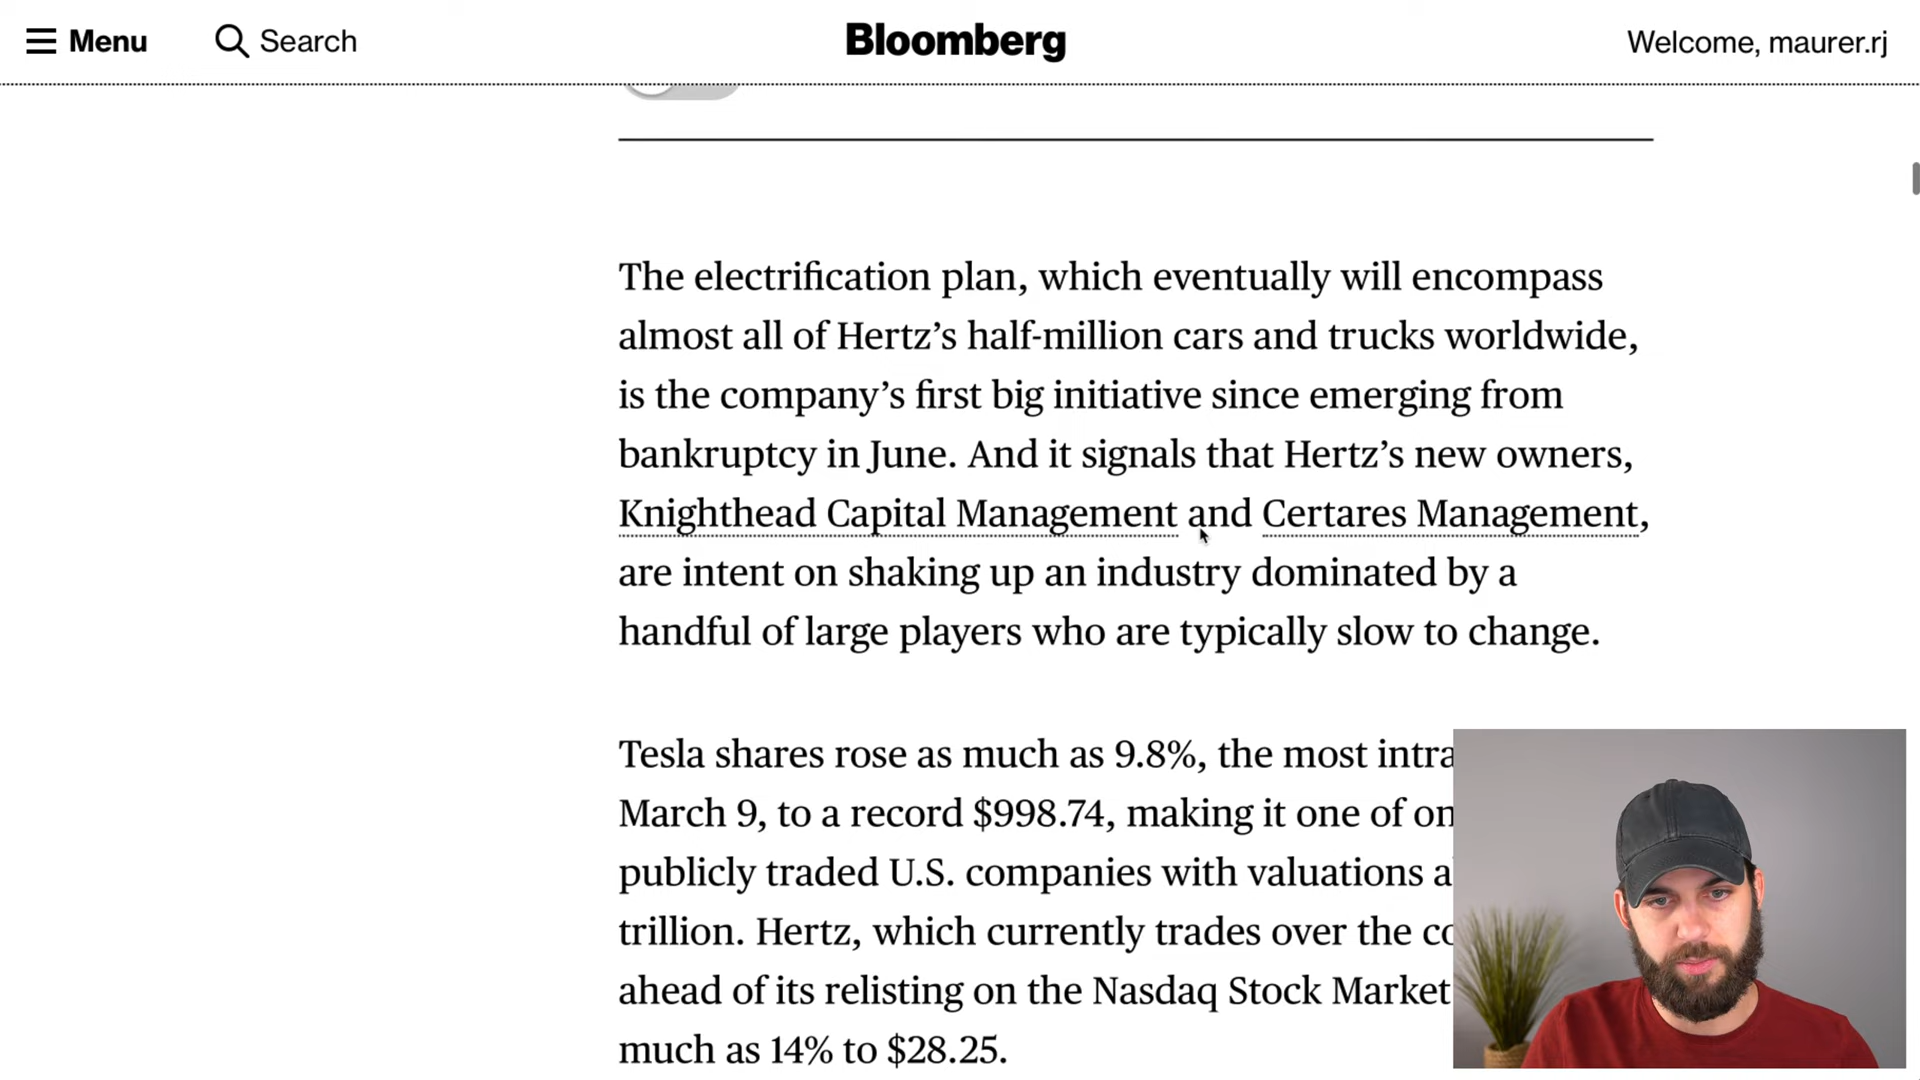 Menu
Search
Bloomberg
Welcome, maurer.rj
The electrification plan, which eventually will encompass
almost all of Hertz’s half-million cars and trucks worldwide,
is the company’s first big initiative since emerging from
bankruptcy in June. And it signals that Hertz’s new owners,
Knighthead Capital Management and Certares Management,
are intent on shaking up an industry dominated by a
handful of large players who are typically slow to change.
Tesla shares rose as much as 9.8%, the most
March 9, to a record $998.74, making it one of
publicly traded U.S. companies with valuations
trillion. Hertz, which currently trades over the
ahead of its relisting on the Nasdaq Stock Market
much as 14% to $28.25.